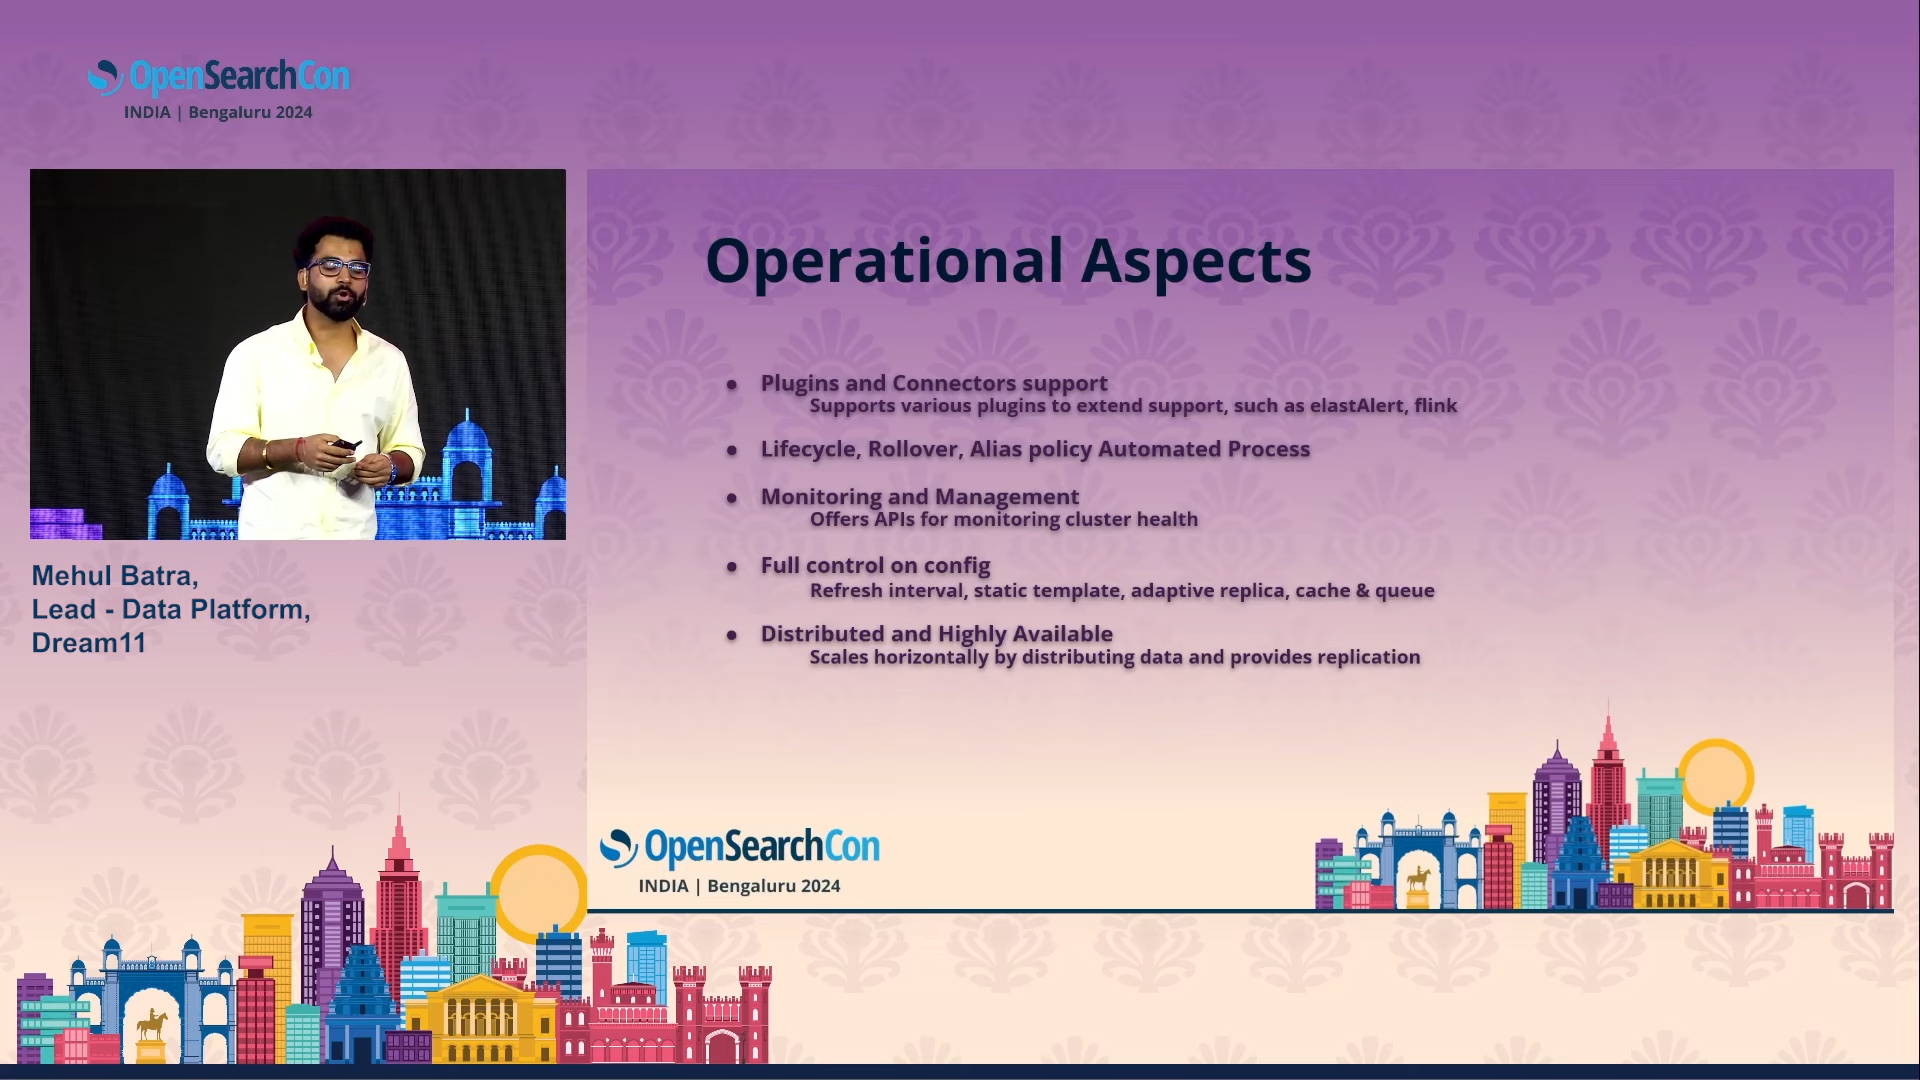 OpenSearchCon
INDIA | Bengaluru 2024
Mehul Batra,
Lead - Data Platform,
Dream11
Operational Aspects
● Plugins and Connectors support
Supports various plugins to extend support, such as elastAlert, flink
● Lifecycle, Rollover, Alias policy Automated Process
● Monitoring and Management
Offers APIs for monitoring cluster health
● Full control on config
Refresh interval, static template, adaptive replica, cache & queue
● Distributed and Highly Available
Scales horizontally by distributing data and provides replication
OpenSearchCon
INDIA | Bengaluru 2024